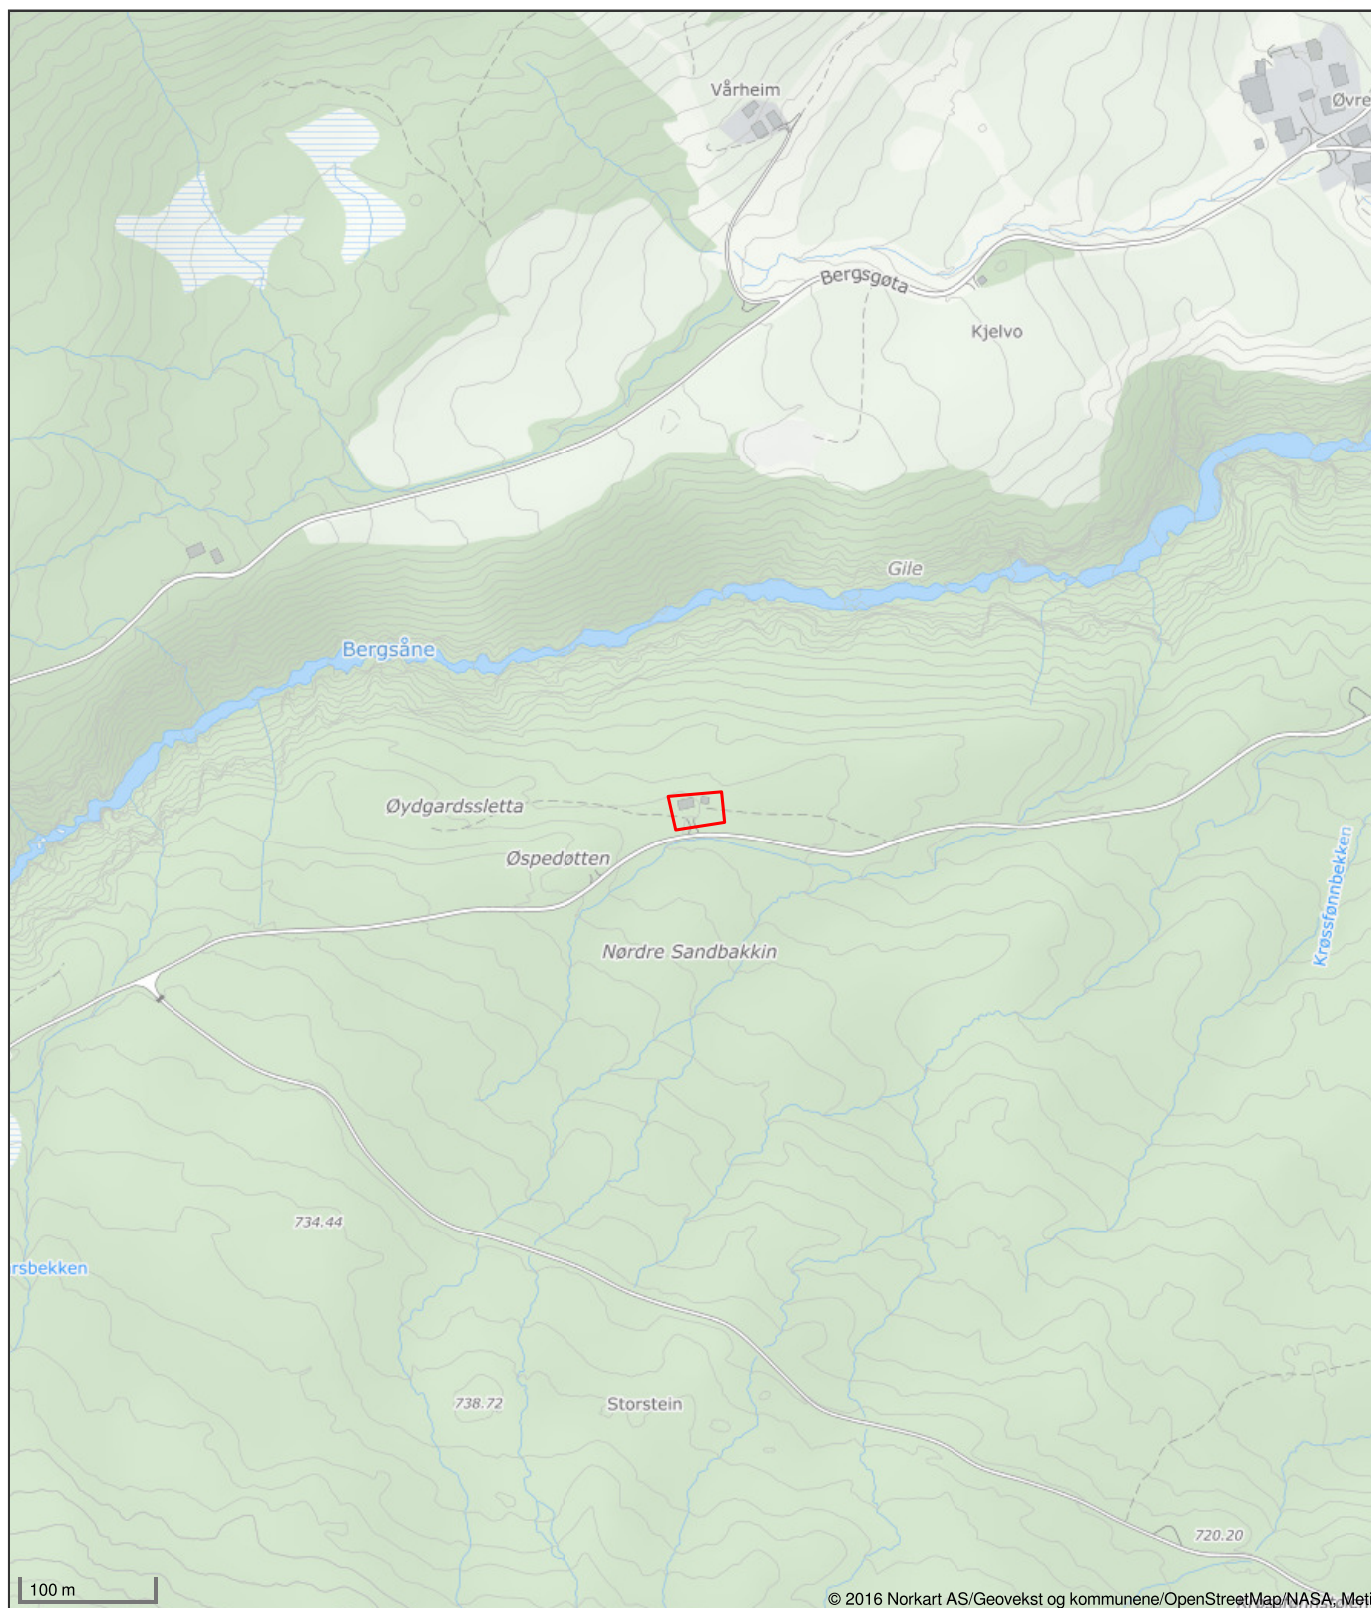 Vårheim
Øvre
Bergsgøta
Kjelvo
Gile
Bergsåne
Øydgardssletta
Øspedøtten
Krøssfønnbekken
Nørdre Sandbakkin
734.44
rsbekken
738.72
Storstein
720.20
100 m
© 2016 Norkart AS/Geovekst og kommunene/OpenStreetMap/NASA, Meti